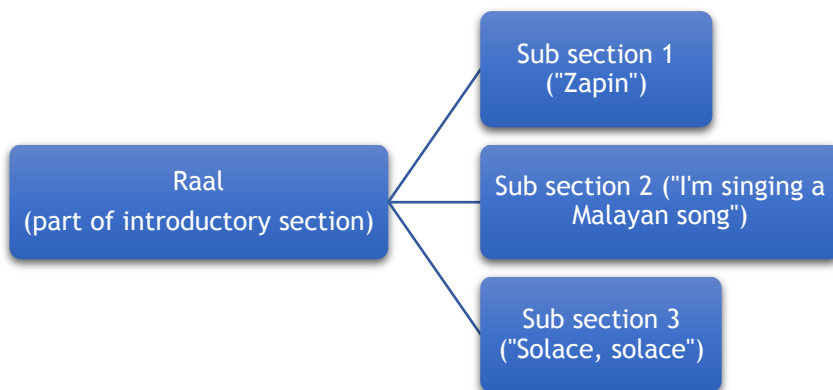 Raal
(part of introductory section)
Sub section 1
("Zapin")
Sub section 2 ("I'm singing a
Malayan song")
Sub section 3
("Solace, solace")